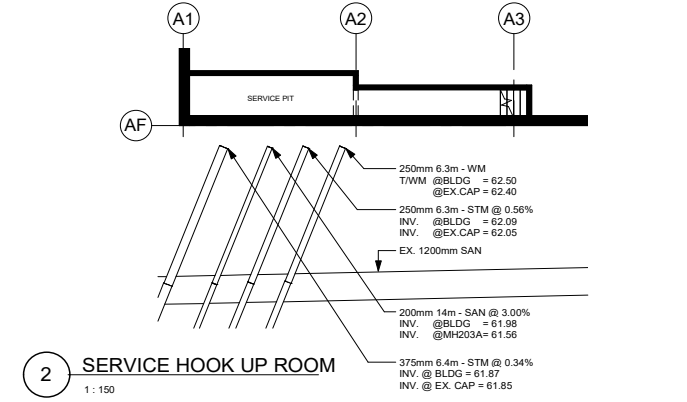 A1
A2
A3
SERVICE PIT
AF
250mm 6.3m - WM
T/WM @BLDG = 62.50
@EX.CAP = 62.40
250mm 6.3m - STM @ 0.56%
INV. @BLDG = 62.09
INV. @EX.CAP = 62.05
EX. 1200mm SAN
200mm 14m - SAN @ 3.00%
INV. @BLDG = 61.98
INV. @MH203A= 61.56
375mm 6.4m - STM @ 0.34%
INV. @ BLDG = 61.87
INV. @ EX. CAP = 61.85
2 SERVICE HOOK UP ROOM
1 : 150